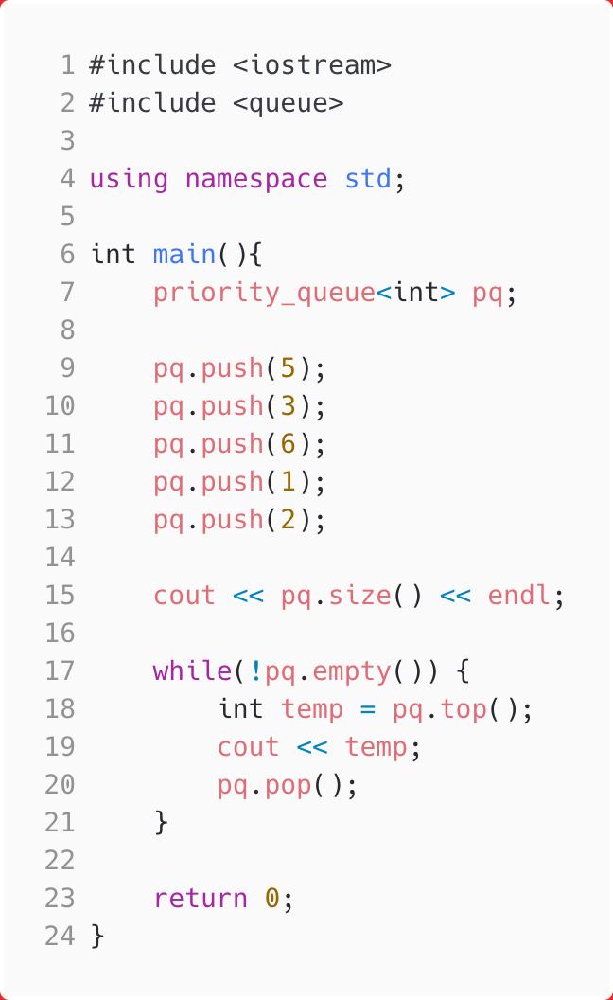 1 #include <iostream>
2 #include <queue>
3
4 using namespace std;
5
6 int main(){
7     priority_queue<int> pq;
8
9     pq.push(5);
10     pq.push(3);
11     pq.push(6);
12     pq.push(1);
13     pq.push(2);
14
15     cout << pq.size() << endl;
16
17     while(!pq.empty()) {
18         int temp = pq.top();
19         cout << temp;
20         pq.pop();
21     }
22
23     return 0;
24 }